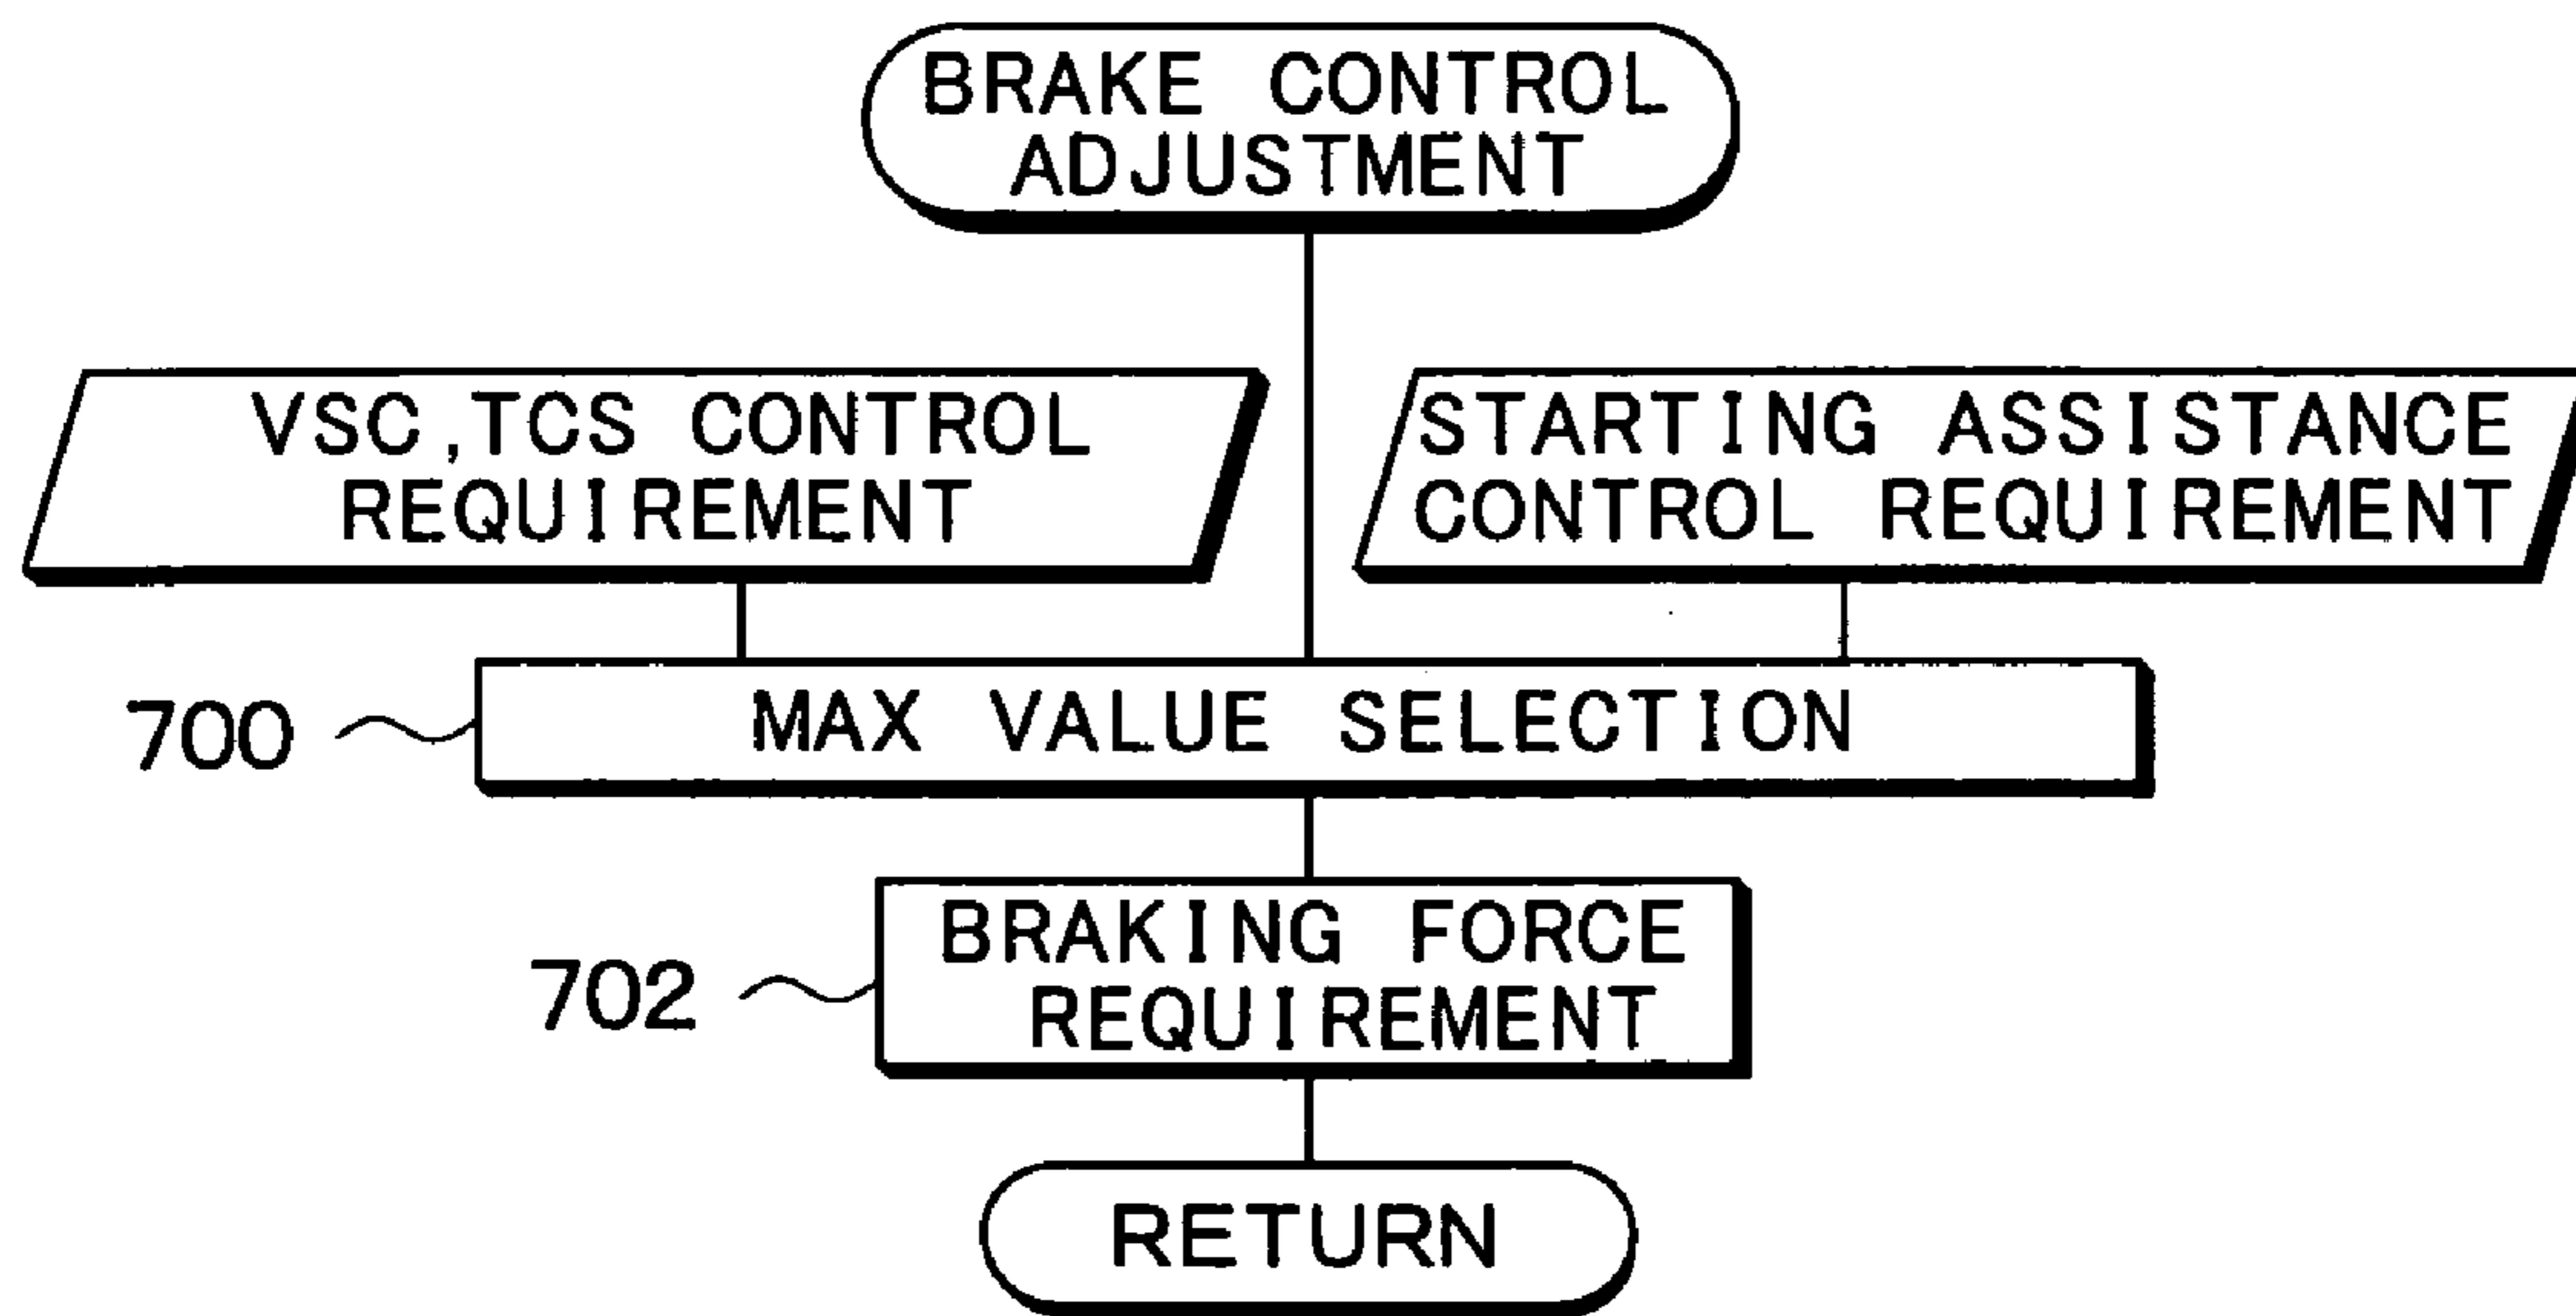 BRAKE CONTROL
ADJUSTMENT
VSC,TCS CONTROL
REQUIREMENT
STARTING ASSISTANCE
CONTROL REQUIREMENT
700
MAX VALUE SELECTION
702
BRAKING FORCE
REQUIREMENT
RETURN